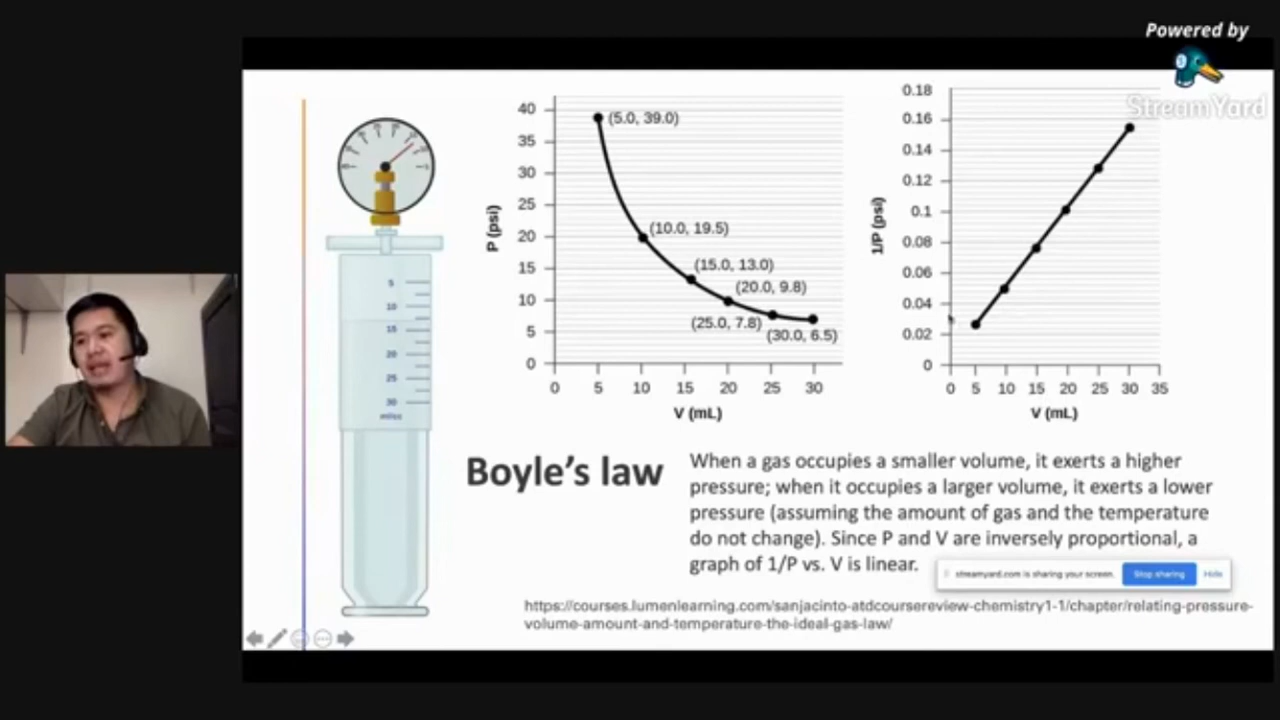 Powered by
StreamYard
5
10
15
20
25
30
P (psi)
40
35
30
25
20
15
10
5
0
(5.0, 39.0)
(10.0, 19.5)
(15.0, 13.0)
(20.0, 9.8)
(25.0, 7.8)
(30.0, 6.5)
0 5 10 15 20 25 30
V (mL)
1/P (psi)
0.18
0.16
0.14
0.12
0.1
0.08
0.06
0.04
0.02
0
0 5 10 15 20 25 30 35
V (mL)
Boyle's law
When a gas occupies a smaller volume, it exerts a higher
pressure; when it occupies a larger volume, it exerts a lower
pressure (assuming the amount of gas and the temperature
do not change). Since P and V are inversely proportional, a
graph of 1/P vs. V is linear.
streamyard.com is sharing your screen. Stop sharing Hide
https://courses.lumenlearning.com/sanjacinto-atdcoursereview-chemistry1-1/chapter/relating-pressure-
volume-amount-and-temperature-the-ideal-gas-law/